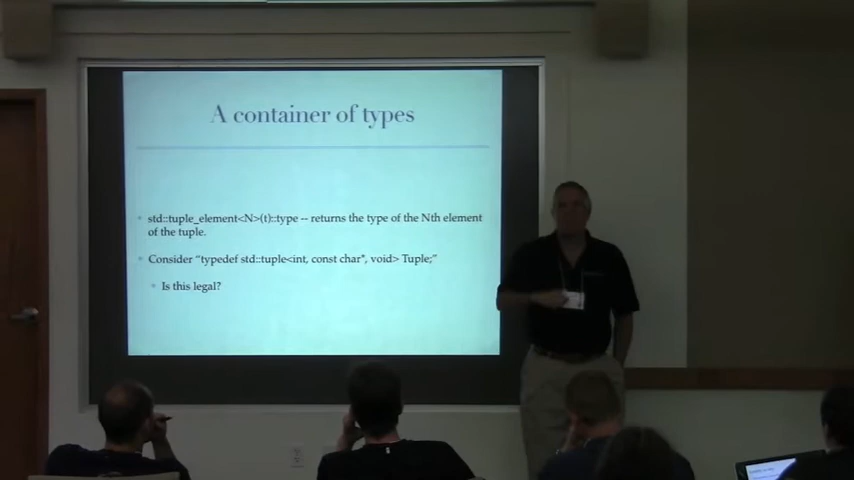 A container of types
std::tuple_element<N>(t)::type -- returns the type of the Nth element
of the tuple.
Consider “typedef std::tuple<int, const char*, void> Tuple;”
Is this legal?